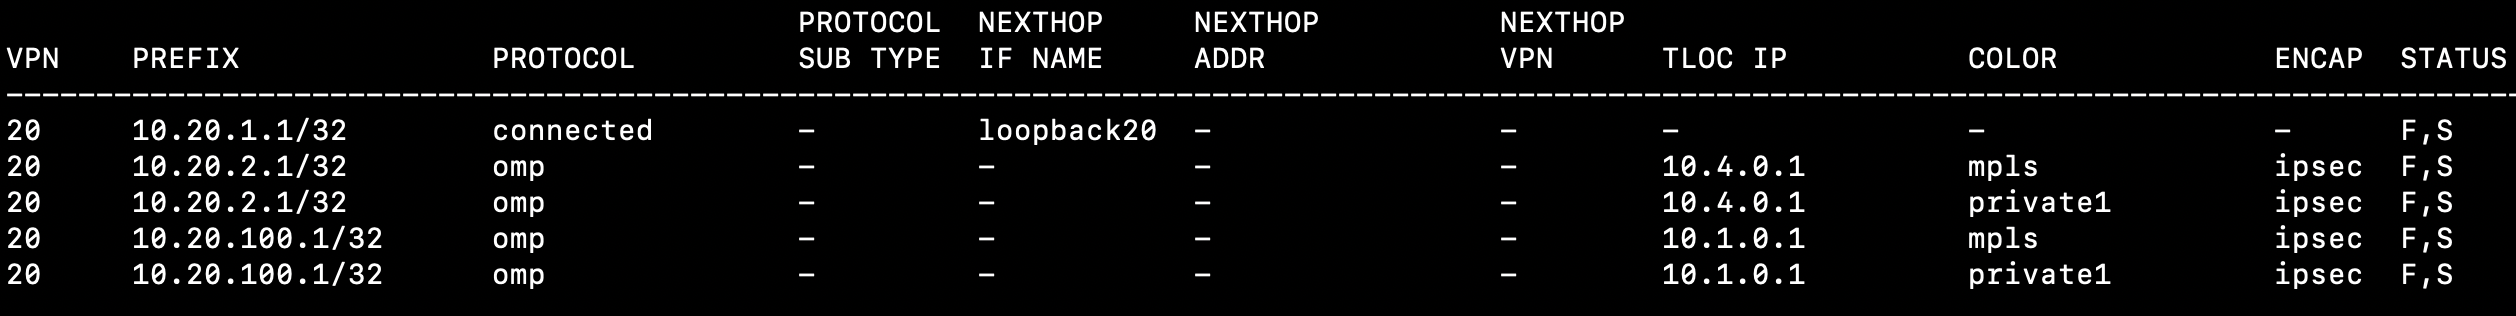 PROTOCOL NEXTHOP NEXTHOP NEXTHOP
VPN PREFIX PROTOCOL SUB TYPE IF NAME ADDR VPN TLOC IP COLOR ENCAP STATUS
---------------------------------------------------------------------------------------------------------------------------------------------
20 10.20.1.1/32 connected - loopback20 - - - - - F,S
20 10.20.2.1/32 omp - - - - 10.4.0.1 mpls ipsec F,S
20 10.20.2.1/32 omp - - - - 10.4.0.1 private1 ipsec F,S
20 10.20.100.1/32 omp - - - - 10.1.0.1 mpls ipsec F,S
20 10.20.100.1/32 omp - - - - 10.1.0.1 private1 ipsec F,S